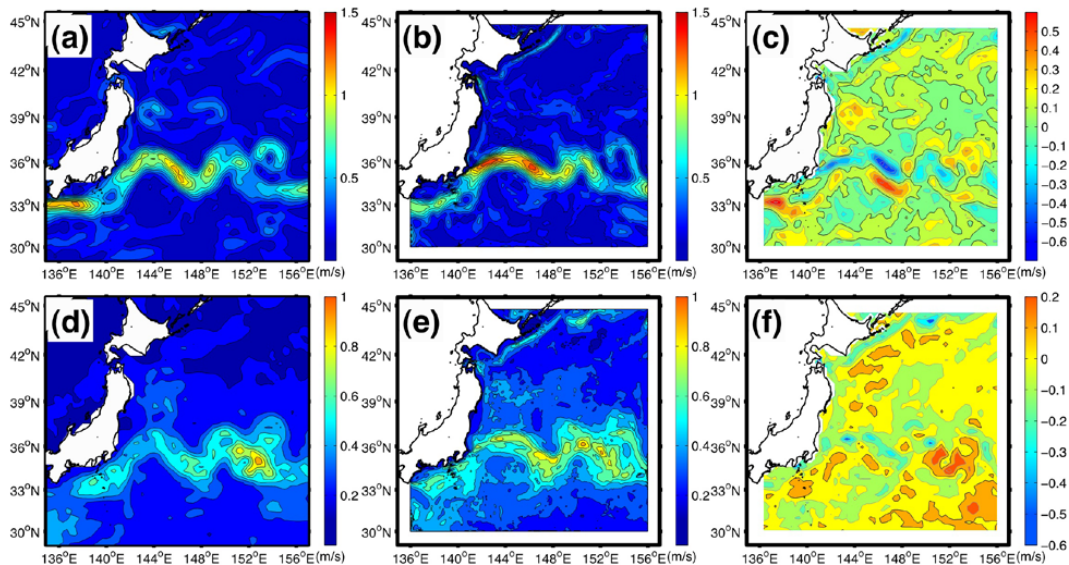 (a) (b) (c)
45°N 42°N 39°N 36°N 33°N 30°N
136°E 140°E 144°E 148°E 152°E 156°E (m/s)
1.5 1 0.5
45°N 42°N 39°N 36°N 33°N 30°N
136°E 140°E 144°E 148°E 152°E 156°E (m/s)
1.5 1 0.5
45°N 42°N 39°N 36°N 33°N 30°N
136°E 140°E 144°E 148°E 152°E 156°E (m/s)
0.5 0.4 0.3 0.2 0.1 0 −0.1 −0.2 −0.3 −0.4 −0.5 −0.6
(d) (e) (f)
45°N 42°N 39°N 36°N 33°N 30°N
136°E 140°E 144°E 148°E 152°E 156°E (m/s)
1 0.8 0.6 0.4 0.2
45°N 42°N 39°N 36°N 33°N 30°N
136°E 140°E 144°E 148°E 152°E 156°E (m/s)
1 0.8 0.6 0.4 0.2
45°N 42°N 39°N 36°N 33°N 30°N
136°E 140°E 144°E 148°E 152°E 156°E (m/s)
0.2 0.1 0 −0.1 −0.2 −0.3 −0.4 −0.5 −0.6